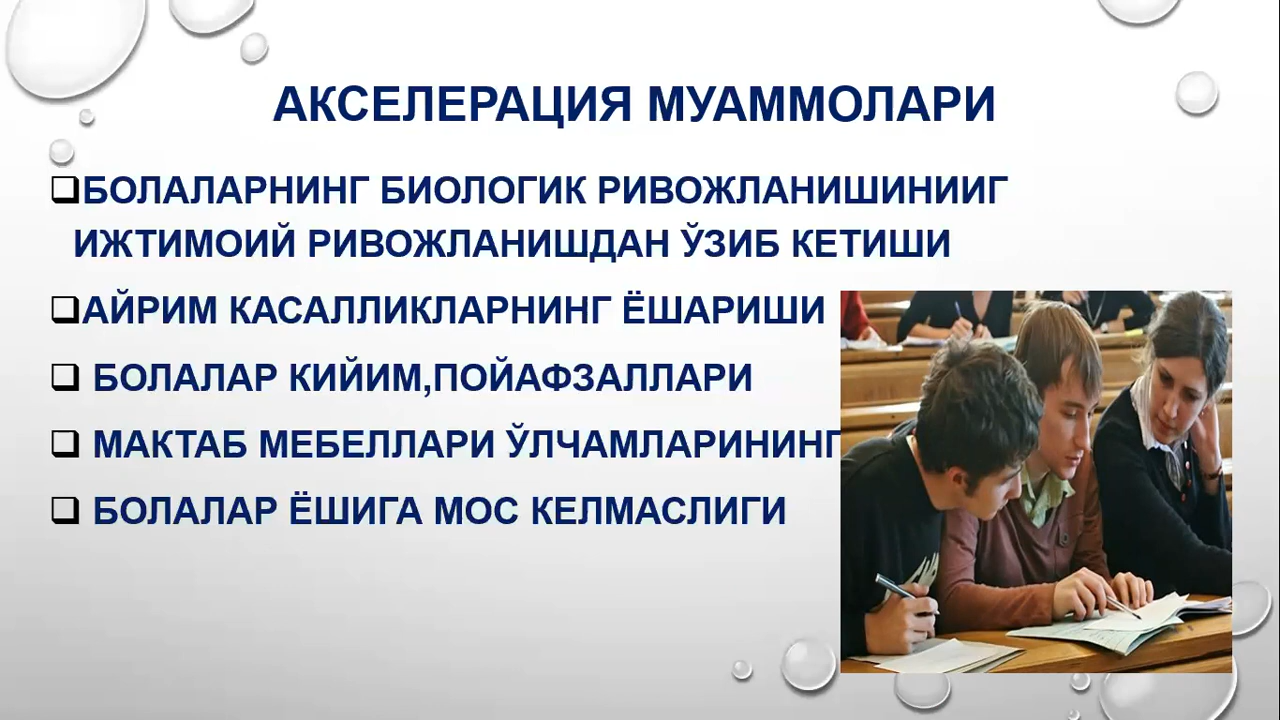 АКСЕЛЕРАЦИЯ МУАММОЛАРИ
БОЛАЛАРНИНГ БИОЛОГИК РИВОЖЛАНИШИНИИГ
ИЖТИМОИЙ РИВОЖЛАНИШДАН ЎЗИБ КЕТИШИ
АЙРИМ КАСАЛЛИКЛАРНИНГ ЁШАРИШИ
БОЛАЛАР КИЙИМ,ПОЙАФЗАЛЛАРИ
МАКТАБ МЕБЕЛЛАРИ ЎЛЧАМЛАРИНИНГ
БОЛАЛАР ЁШИГА МОС КЕЛМАСЛИГИ